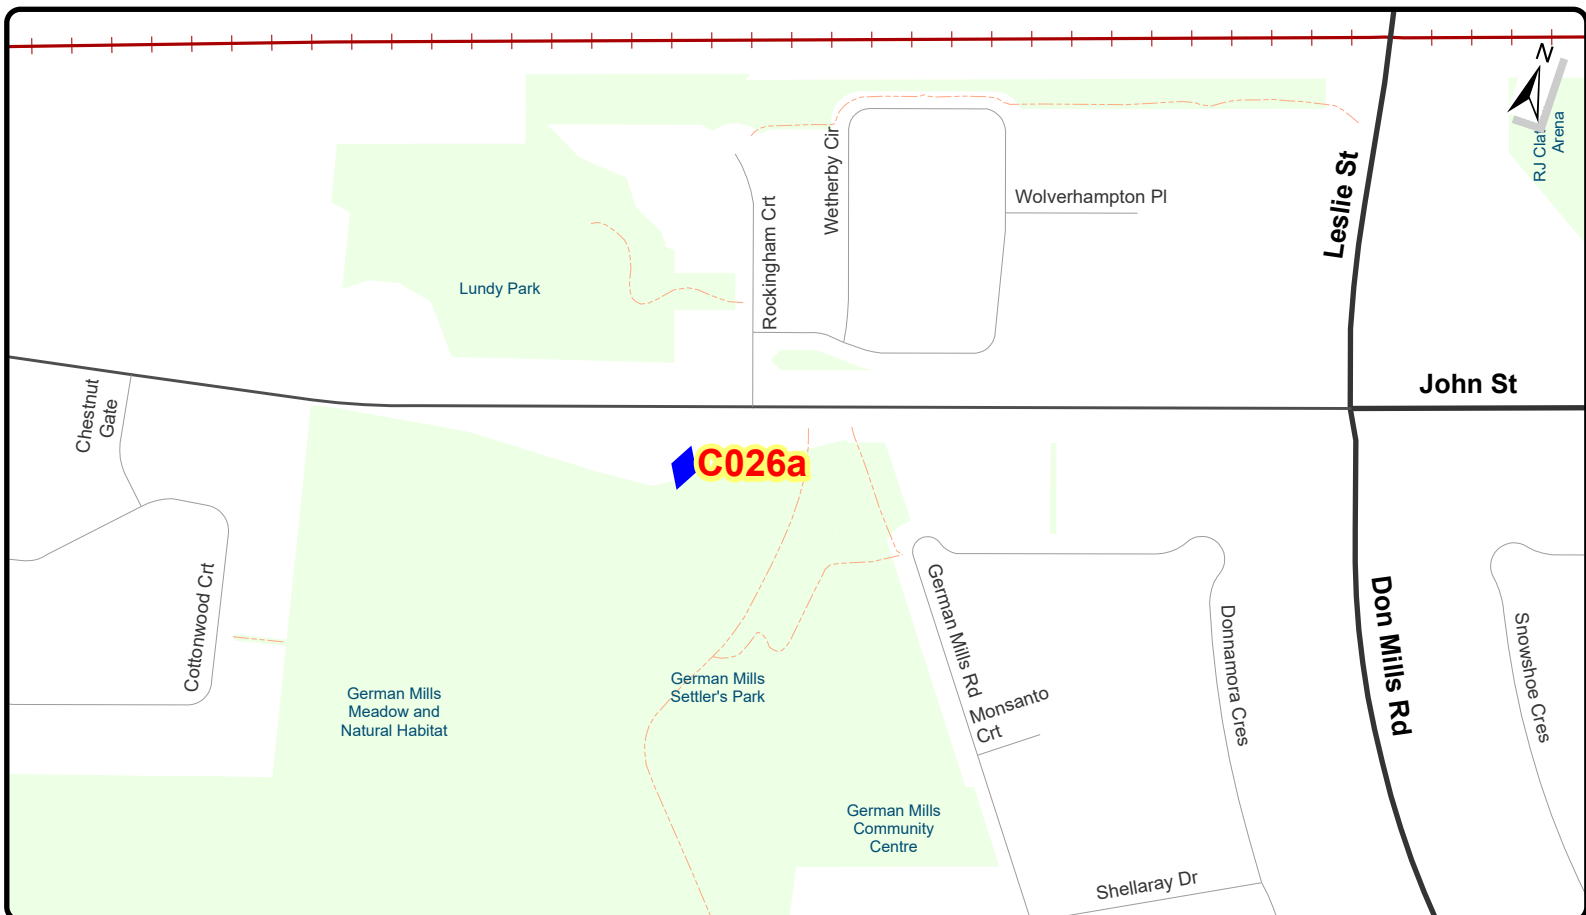 N
RJ Clat
Arena
Wetherby Cir
Wolverhampton Pl
Leslie St
Rockingham Crt
Lundy Park
John St
Chestnut
Gate
C026a
Cottonwood Crt
German Mills Rd
Donnamora Cres
Don Mills Rd
Snowshoe Cres
German Mills
Settler's Park
German Mills
Meadow and
Natural Habitat
Monsanto
Crt
German Mills
Community
Centre
Shellaray Dr